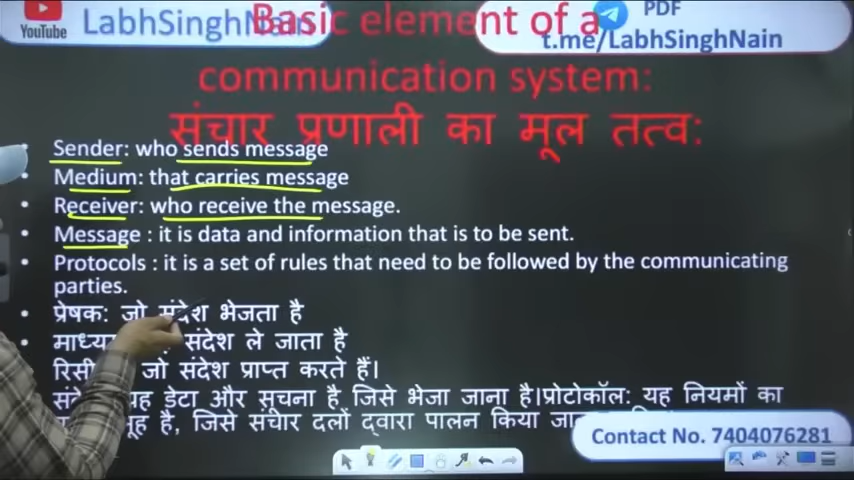 YouTube
LabhSinghNain
Basic element of a
PDF
t.me/LabhSinghNain
communication system:
संचार प्रणाली का मूल तत्व:
Sender: who sends message
Medium: that carries message
Receiver: who receive the message.
Message : it is data and information that is to be sent.
Protocols : it is a set of rules that need to be followed by the communicating
parties.
प्रेषक: जो संदेश भेजता है
संदेश ले जाता है
जो संदेश प्राप्त करते हैं।
यह डेटा और सूचना है जिसे भेजा जाना है।प्रोटोकॉल: यह नियमों का
है, जिसे संचार दलों द्वारा पालन किया
Contact No. 7404076281